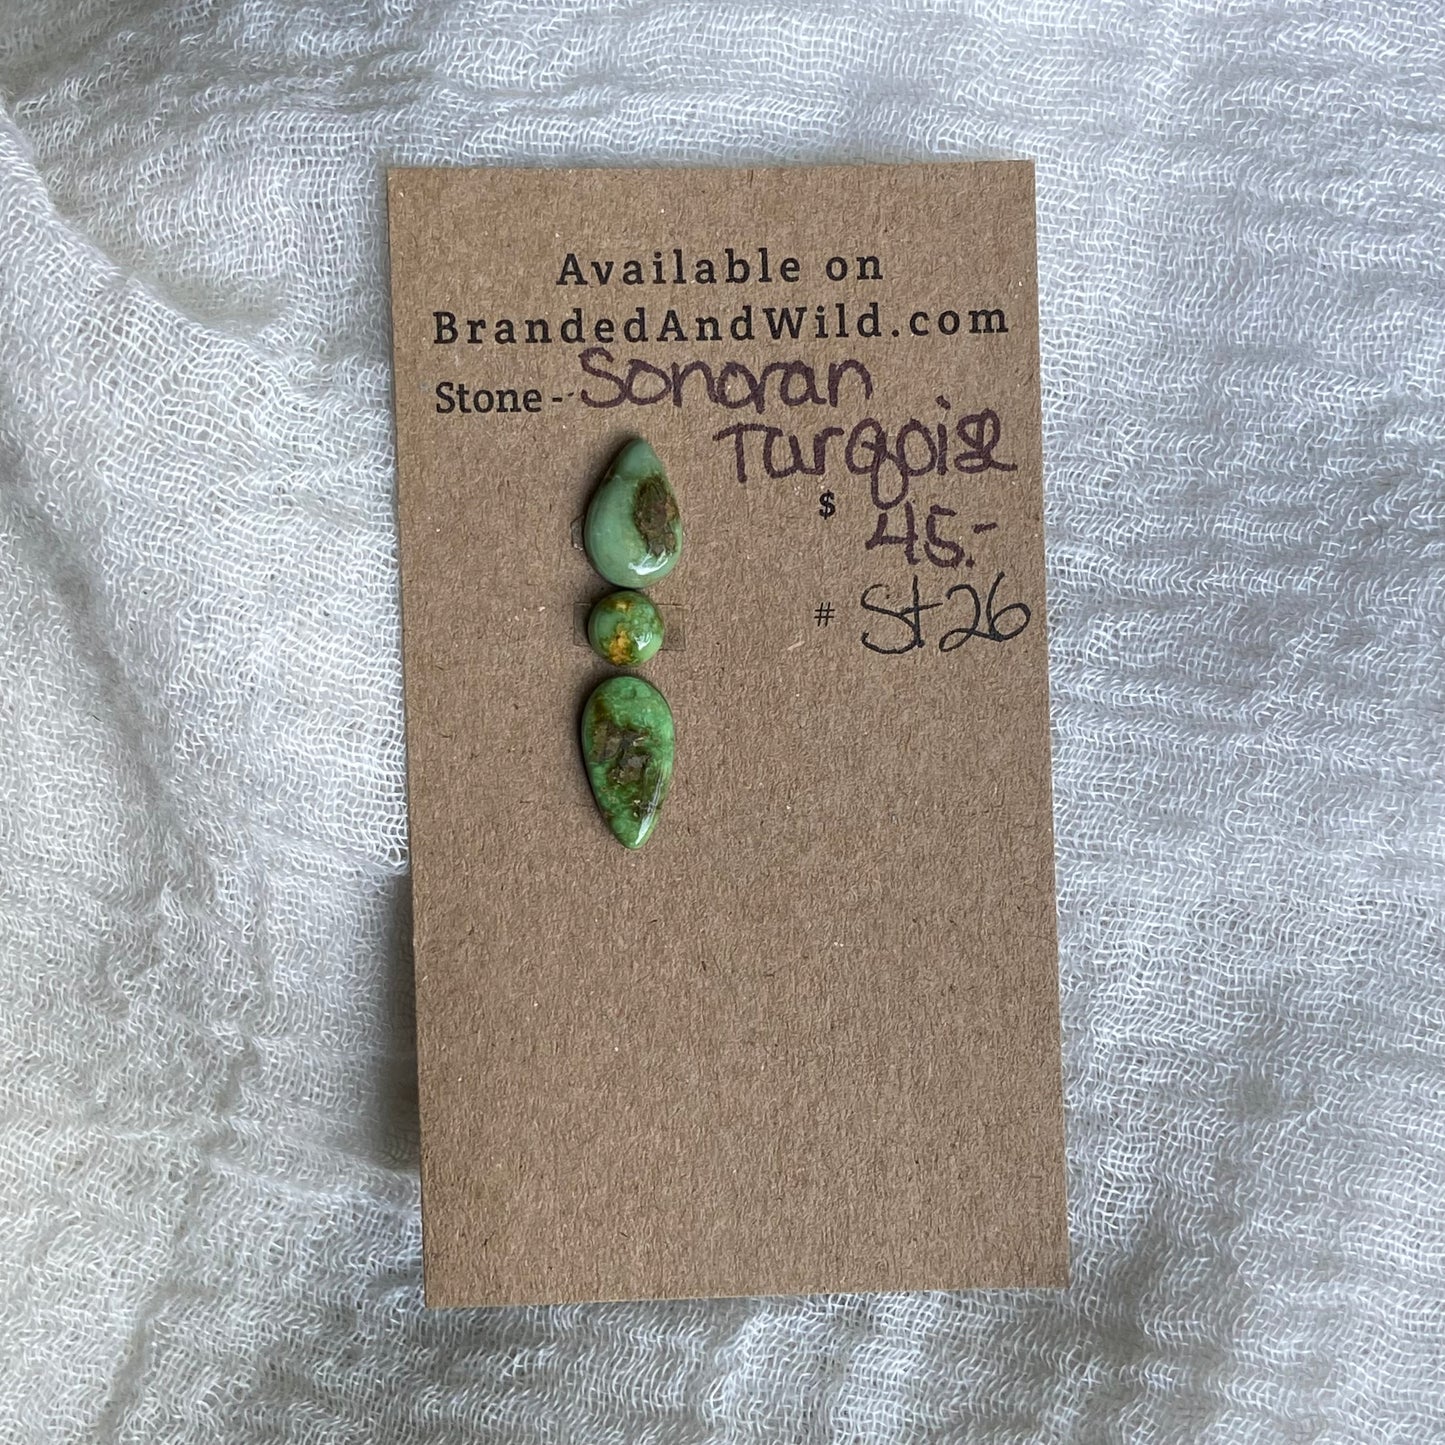 Available on
BrandedAndWild.com
Stone - Sonoran
Turqoise
$ 45.-
# St26